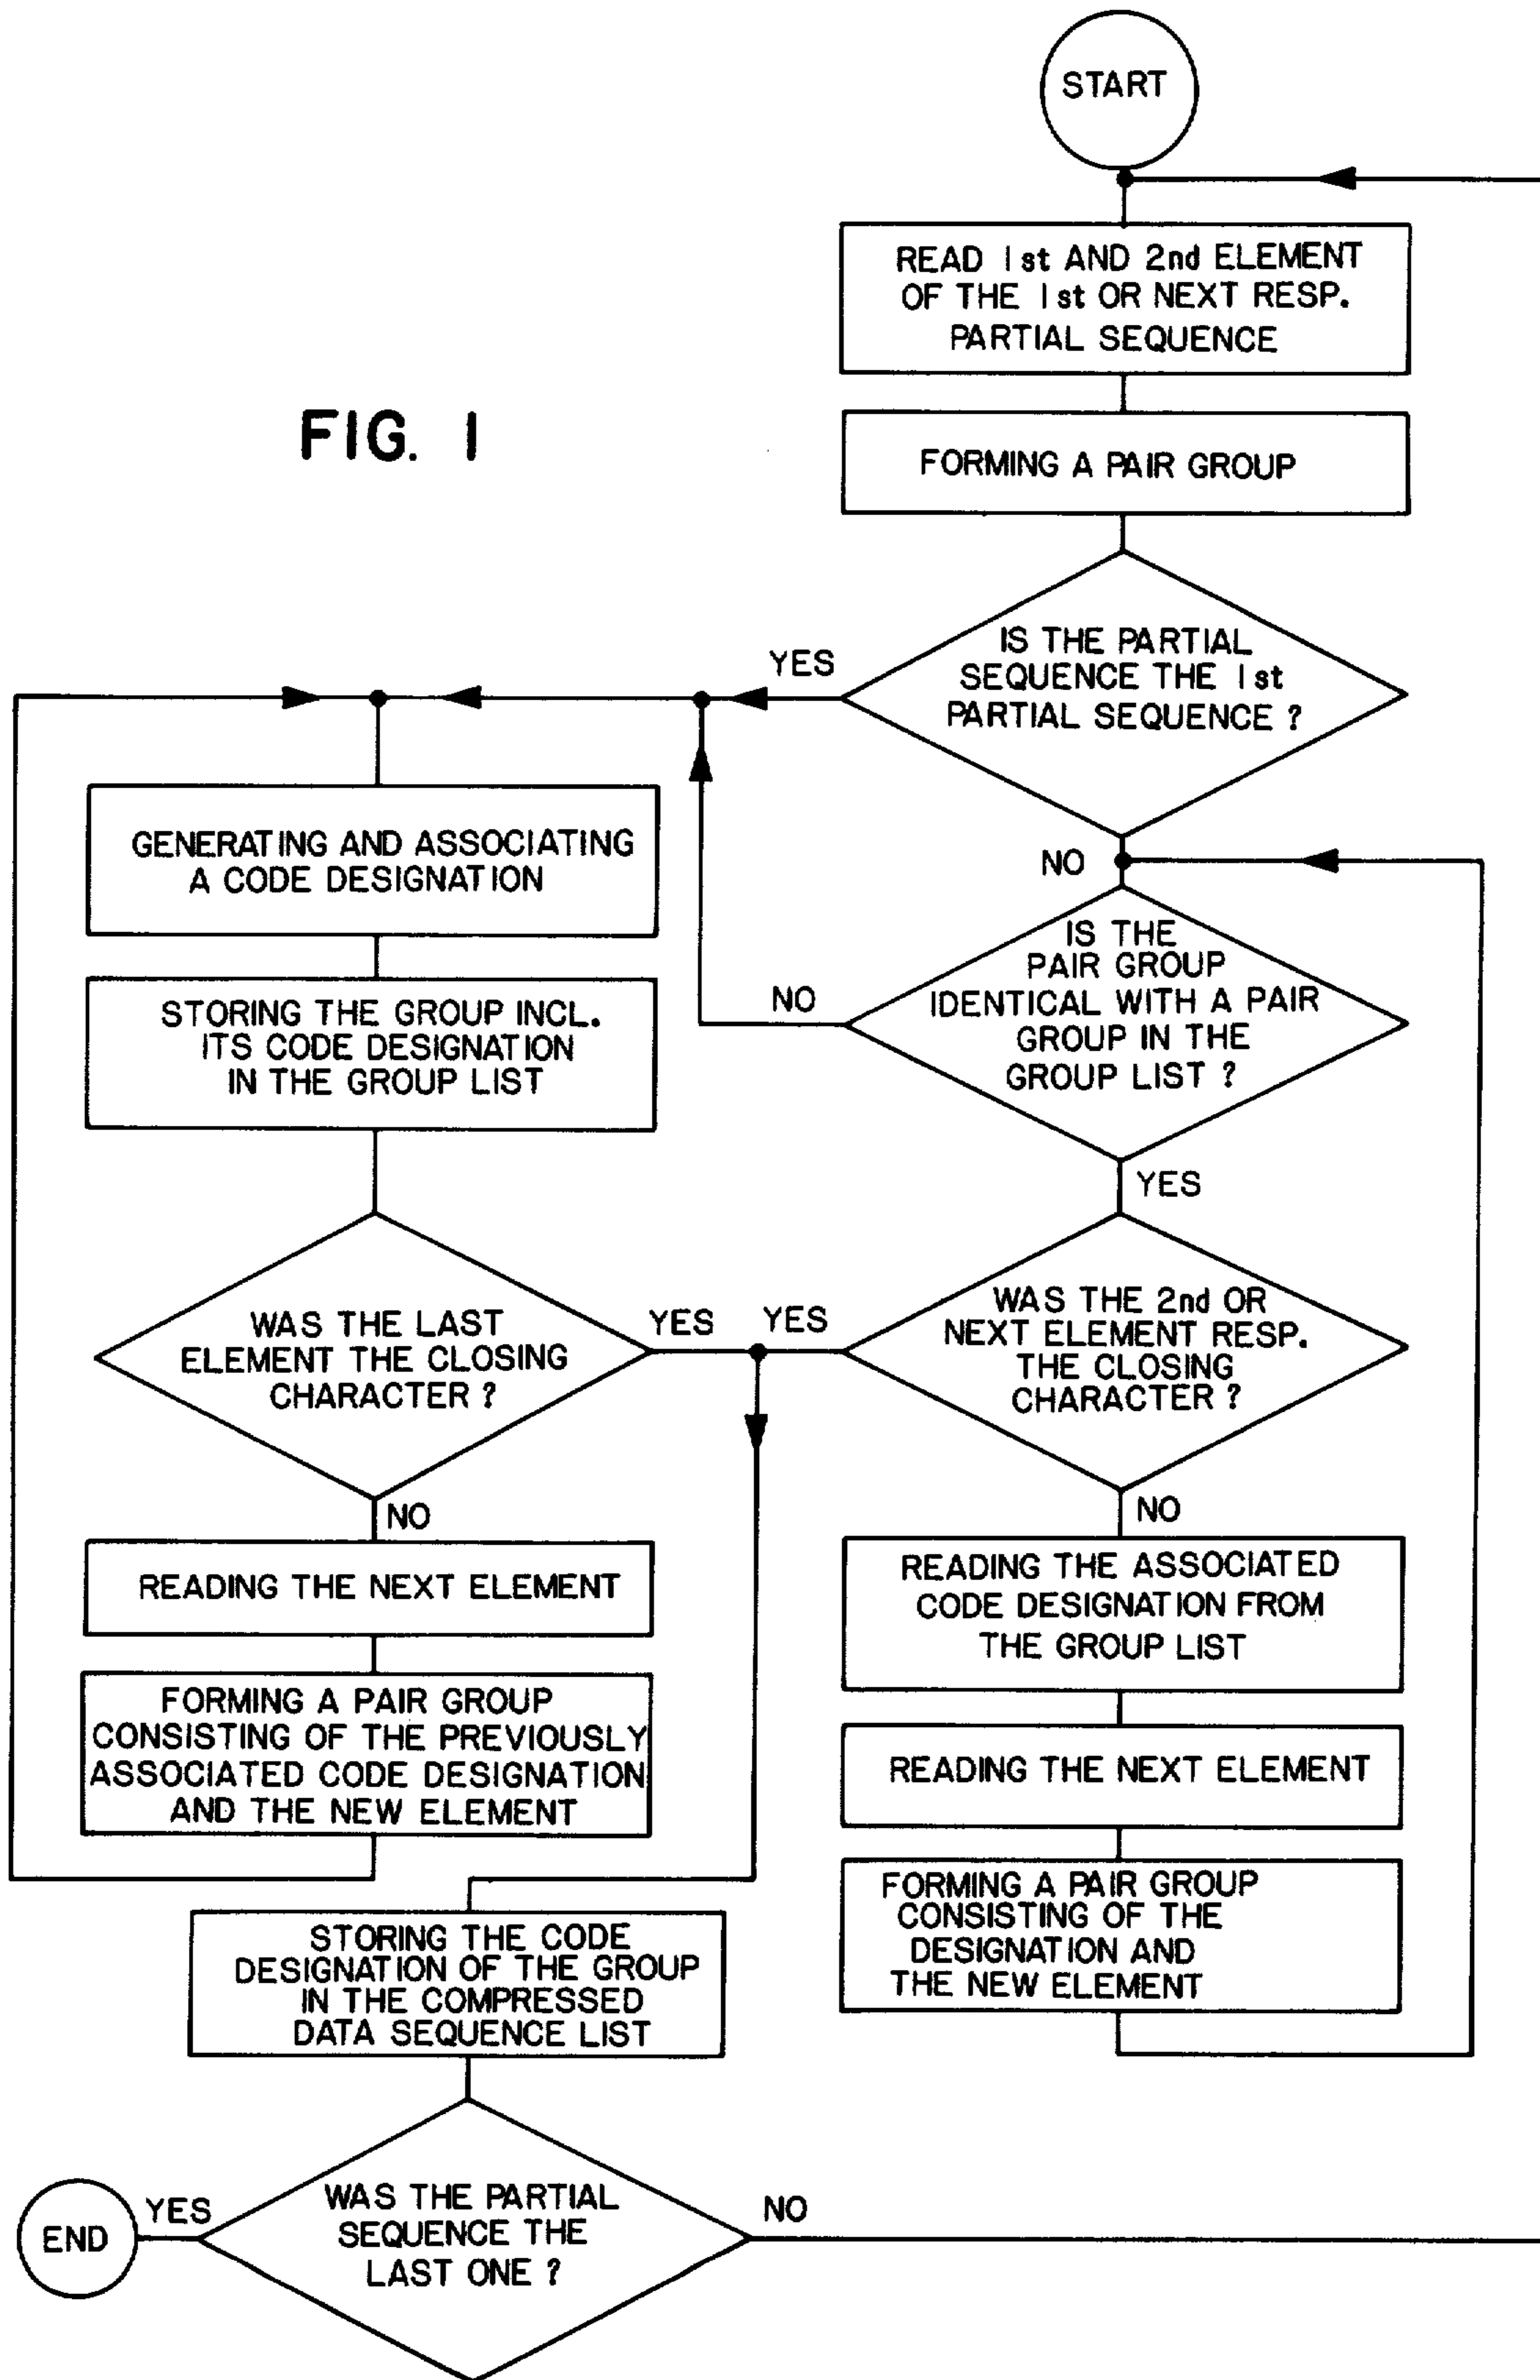 START
READ 1st AND 2nd ELEMENT
OF THE 1st OR NEXT RESP.
PARTIAL SEQUENCE
FIG. 1
FORMING A PAIR GROUP
IS THE PARTIAL
SEQUENCE THE 1st
PARTIAL SEQUENCE ?
YES
NO
GENERATING AND ASSOCIATING
A CODE DESIGNATION
IS THE
PAIR GROUP
IDENTICAL WITH A PAIR
GROUP IN THE
GROUP LIST ?
NO
YES
STORING THE GROUP INCL.
ITS CODE DESIGNATION
IN THE GROUP LIST
WAS THE LAST
ELEMENT THE CLOSING
CHARACTER ?
YES
YES
WAS THE 2nd OR
NEXT ELEMENT RESP.
THE CLOSING
CHARACTER ?
NO
NO
READING THE NEXT ELEMENT
READING THE ASSOCIATED
CODE DESIGNATION FROM
THE GROUP LIST
FORMING A PAIR GROUP
CONSISTING OF THE PREVIOUSLY
ASSOCIATED CODE DESIGNATION
AND THE NEW ELEMENT
READING THE NEXT ELEMENT
FORMING A PAIR GROUP
CONSISTING OF THE
DESIGNATION AND
THE NEW ELEMENT
STORING THE CODE
DESIGNATION OF THE GROUP
IN THE COMPRESSED
DATA SEQUENCE LIST
WAS THE PARTIAL
SEQUENCE THE
LAST ONE ?
YES
NO
END